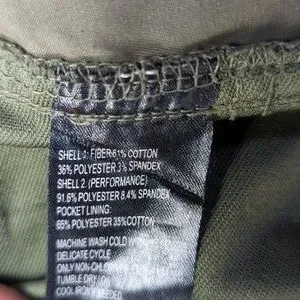 SHELL 1: FIBER:61% COTTON
36% POLYESTER 3% SPANDEX
SHELL 2. (PERFORMANCE)
91.6% POLYESTER 8.4% SPANDEX
POCKET LINING:
65% POLYESTER 35% COTTON
MACHINE WASH COLD
DELICATE CYCLE
ONLY NON-CHLORINE
TUMBLE DRY LOW
COOL IRON IF NEEDED